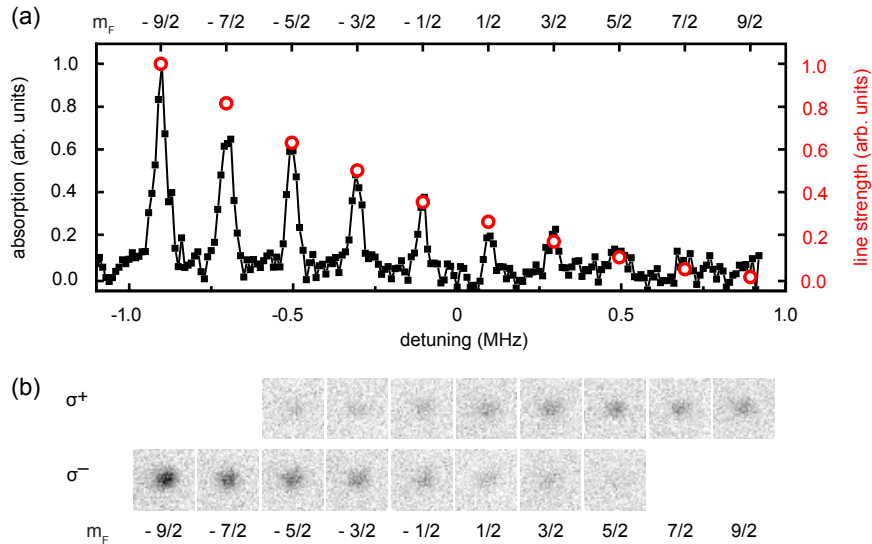 (a) m_F - 9/2 - 7/2 - 5/2 - 3/2 - 1/2 1/2 3/2 5/2 7/2 9/2
absorption (arb. units)
1.0
0.8
0.6
0.4
0.2
0.0
line strength (arb. units)
1.0
0.8
0.6
0.4
0.2
0.0
-1.0 -0.5 0 0.5 1.0
detuning (MHz)
(b)
σ+
σ−
m_F - 9/2 - 7/2 - 5/2 - 3/2 - 1/2 1/2 3/2 5/2 7/2 9/2